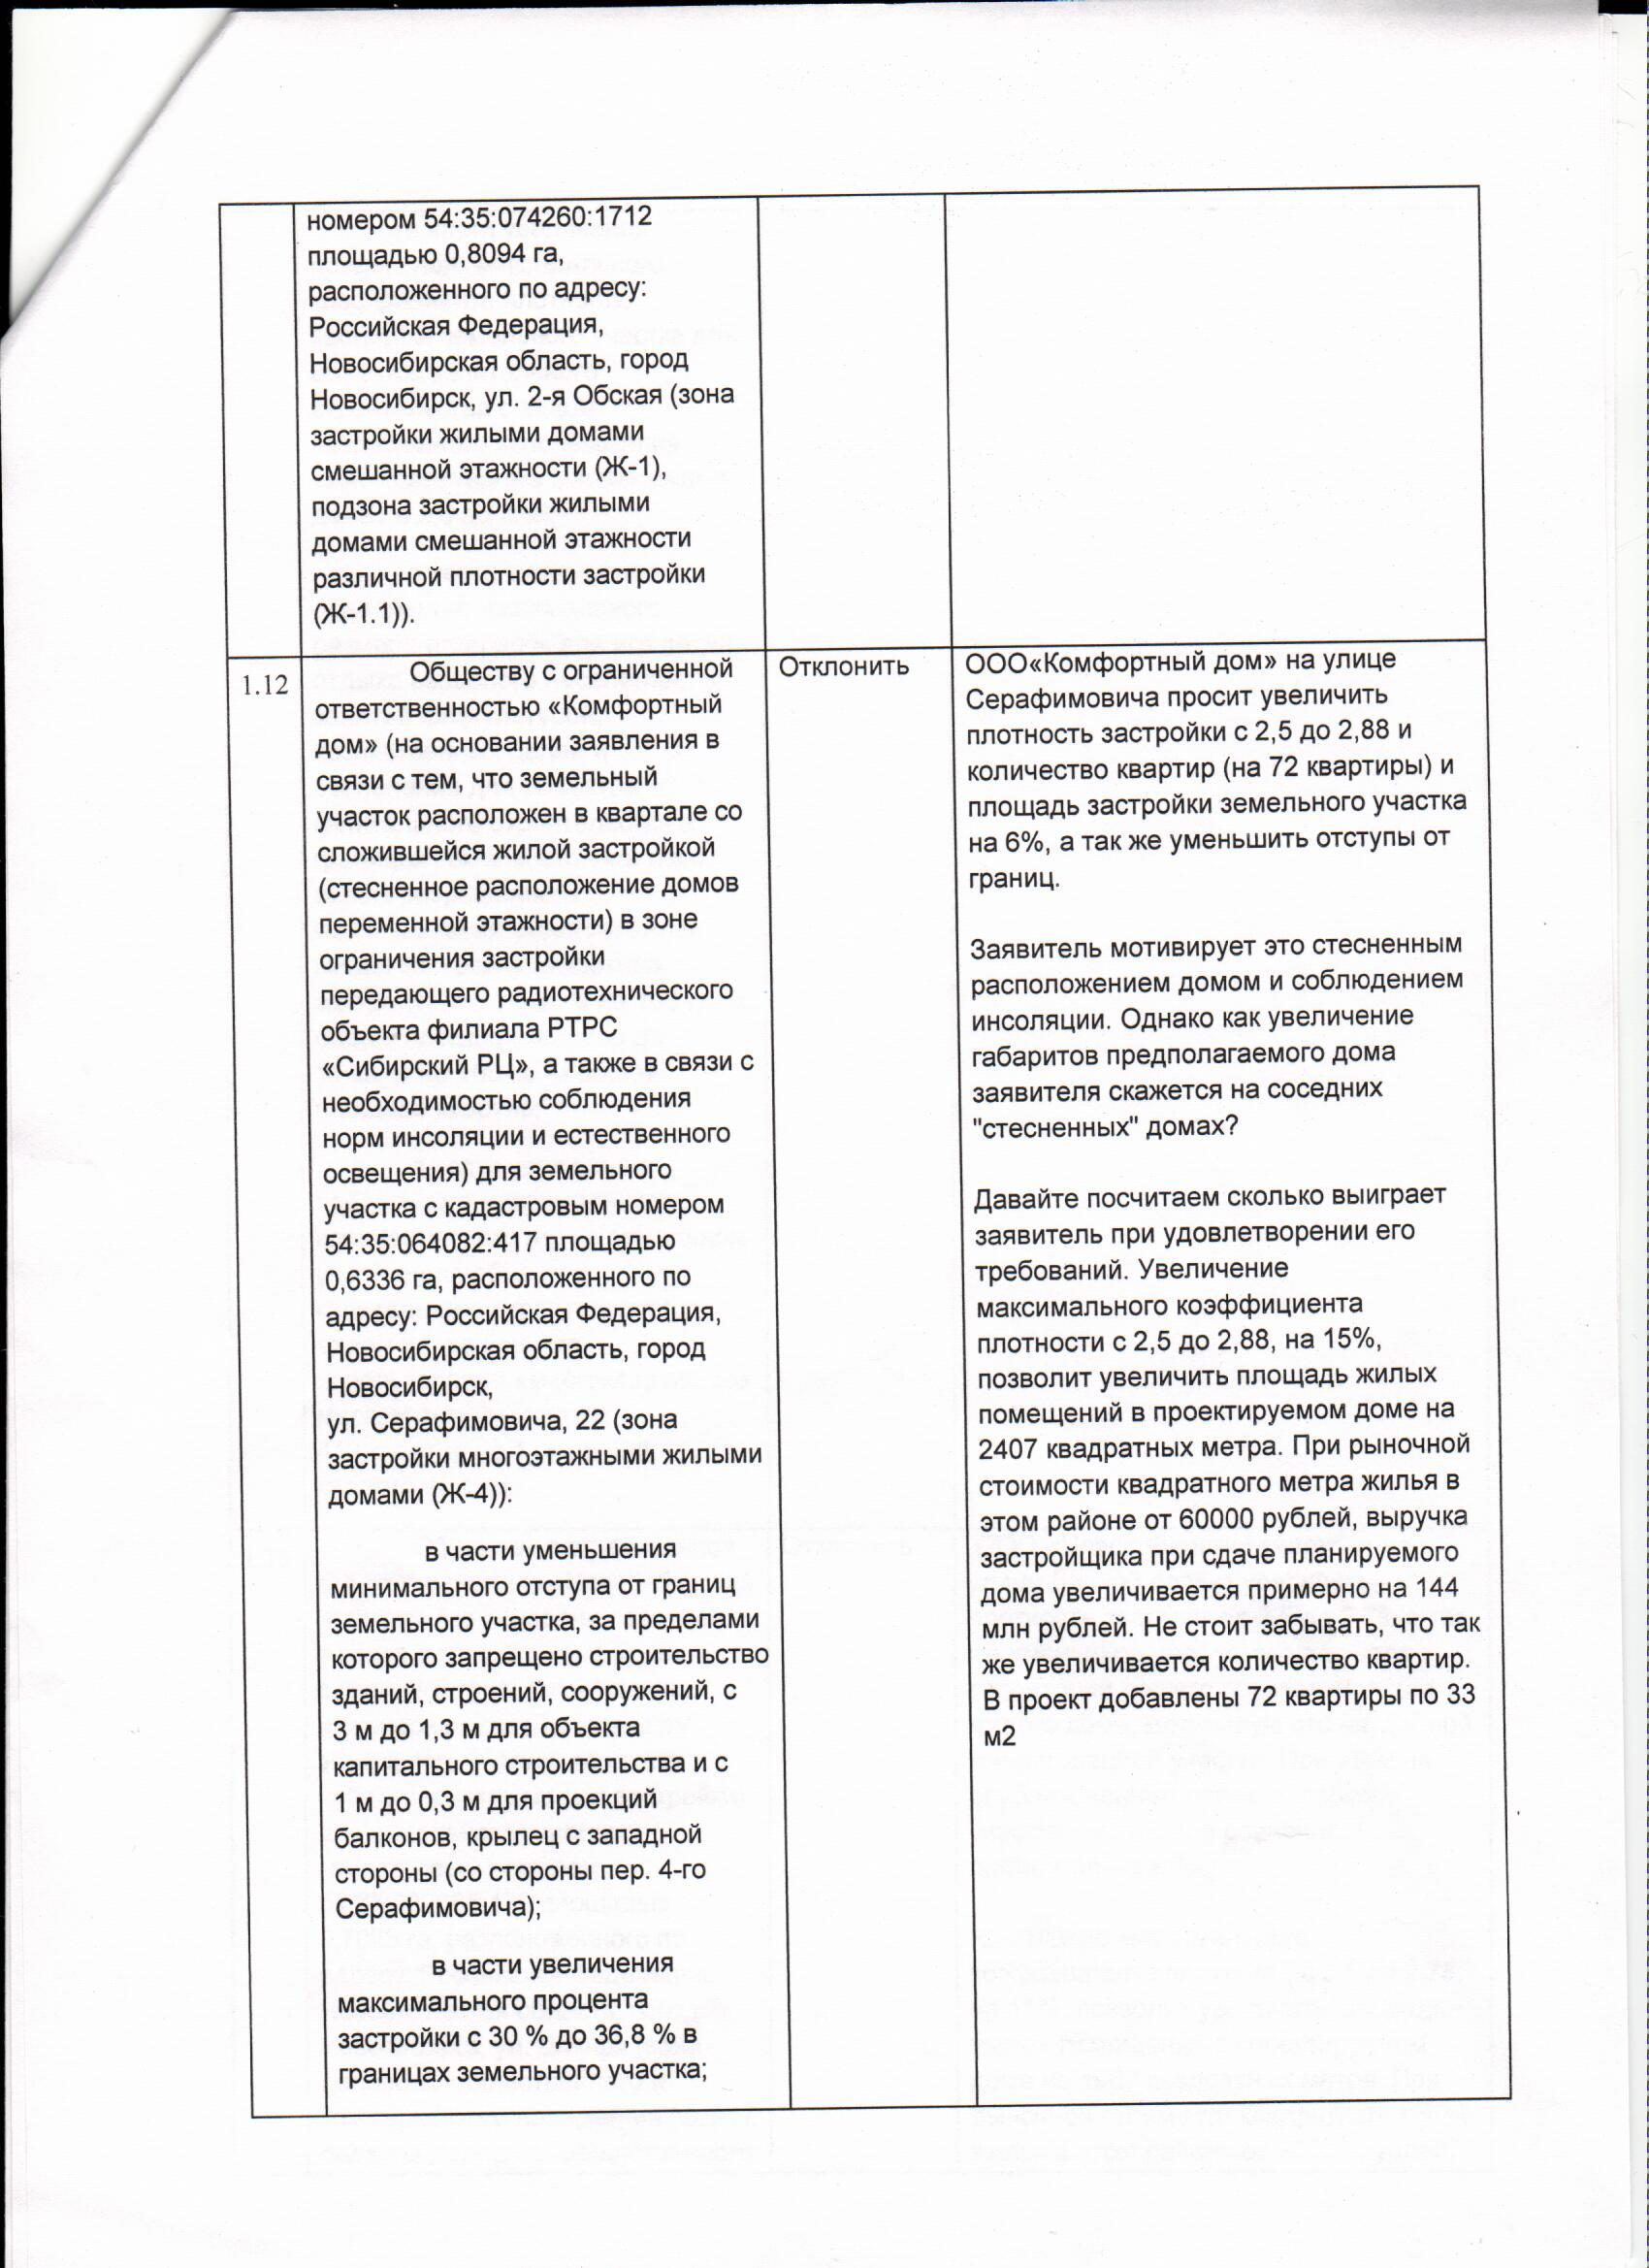 номером 54:35:074260:1712
площадью 0,8094 га,
расположенного по адресу:
Российская Федерация,
Новосибирская область, город
Новосибирск, ул. 2-я Обская (зона
застройки жилыми домами
смешанной этажности (Ж-1),
подзона застройки жилыми
домами смешанной этажности
различной плотности застройки
(Ж-1.1)).
1.12
Обществу с ограниченной
ответственностью «Комфортный
дом» (на основании заявления в
связи с тем, что земельный
участок расположен в квартале со
сложившейся жилой застройкой
(стесненное расположение домов
переменной этажности) в зоне
ограничения застройки
передающего радиотехнического
объекта филиала РТРС
«Сибирский РЦ», а также в связи с
необходимостью соблюдения
норм инсоляции и естественного
освещения) для земельного
участка с кадастровым номером
54:35:064082:417 площадью
0,6336 га, расположенного по
адресу: Российская Федерация,
Новосибирская область, город
Новосибирск,
ул. Серафимовича, 22 (зона
застройки многоэтажными жилыми
домами (Ж-4)):
в части уменьшения
минимального отступа от границ
земельного участка, за пределами
которого запрещено строительство
зданий, строений, сооружений, с
3 м до 1,3 м для объекта
капитального строительства и с
1 м до 0,3 м для проекций
балконов, крылец с западной
стороны (со стороны пер. 4-го
Серафимовича);
в части увеличения
максимального процента
застройки с 30 % до 36,8 % в
границах земельного участка;
Отклонить
ООО«Комфортный дом» на улице
Серафимовича просит увеличить
плотность застройки с 2,5 до 2,88 и
количество квартир (на 72 квартиры) и
площадь застройки земельного участка
на 6%, а так же уменьшить отступы от
границ.
Заявитель мотивирует это стесненным
расположением домом и соблюдением
инсоляции. Однако как увеличение
габаритов предполагаемого дома
заявителя скажется на соседних
"стесненных" домах?
Давайте посчитаем сколько выиграет
заявитель при удовлетворении его
требований. Увеличение
максимального коэффициента
плотности с 2,5 до 2,88, на 15%,
позволит увеличить площадь жилых
помещений в проектируемом доме на
2407 квадратных метра. При рыночной
стоимости квадратного метра жилья в
этом районе от 60000 рублей, выручка
застройщика при сдаче планируемого
дома увеличивается примерно на 144
млн рублей. Не стоит забывать, что так
же увеличивается количество квартир.
В проект добавлены 72 квартиры по 33
м2